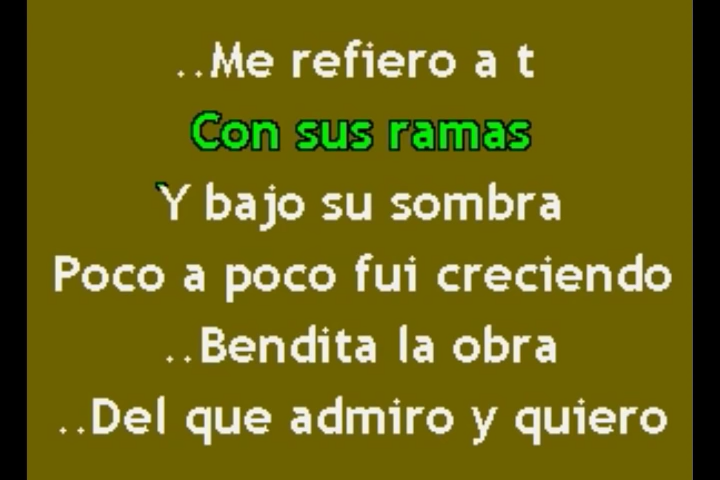 ..Me refiero a t
Con sus ramas
Y bajo su sombra
Poco a poco fui creciendo
..Bendita la obra
..Del que admiro y quiero